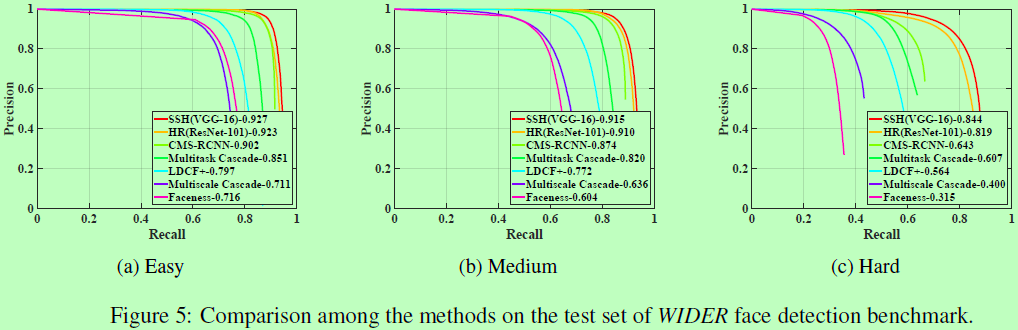 Precision
1
0.8
0.6
0.4
0.2
0
0 0.2 0.4 0.6 0.8 1
Recall
SSH(VGG-16)-0.927
HR(ResNet-101)-0.923
CMS-RCNN-0.902
Multitask Cascade-0.851
LDCF+-0.797
Multiscale Cascade-0.711
Faceness-0.716
(a) Easy
Precision
1
0.8
0.6
0.4
0.2
0
0 0.2 0.4 0.6 0.8 1
Recall
SSH(VGG-16)-0.915
HR(ResNet-101)-0.910
CMS-RCNN-0.874
Multitask Cascade-0.820
LDCF+-0.772
Multiscale Cascade-0.636
Faceness-0.604
(b) Medium
Precision
1
0.8
0.6
0.4
0.2
0
0 0.2 0.4 0.6 0.8 1
Recall
SSH(VGG-16)-0.844
HR(ResNet-101)-0.819
CMS-RCNN-0.643
Multitask Cascade-0.607
LDCF+-0.564
Multiscale Cascade-0.400
Faceness-0.315
(c) Hard
Figure 5: Comparison among the methods on the test set of WIDER face detection benchmark.